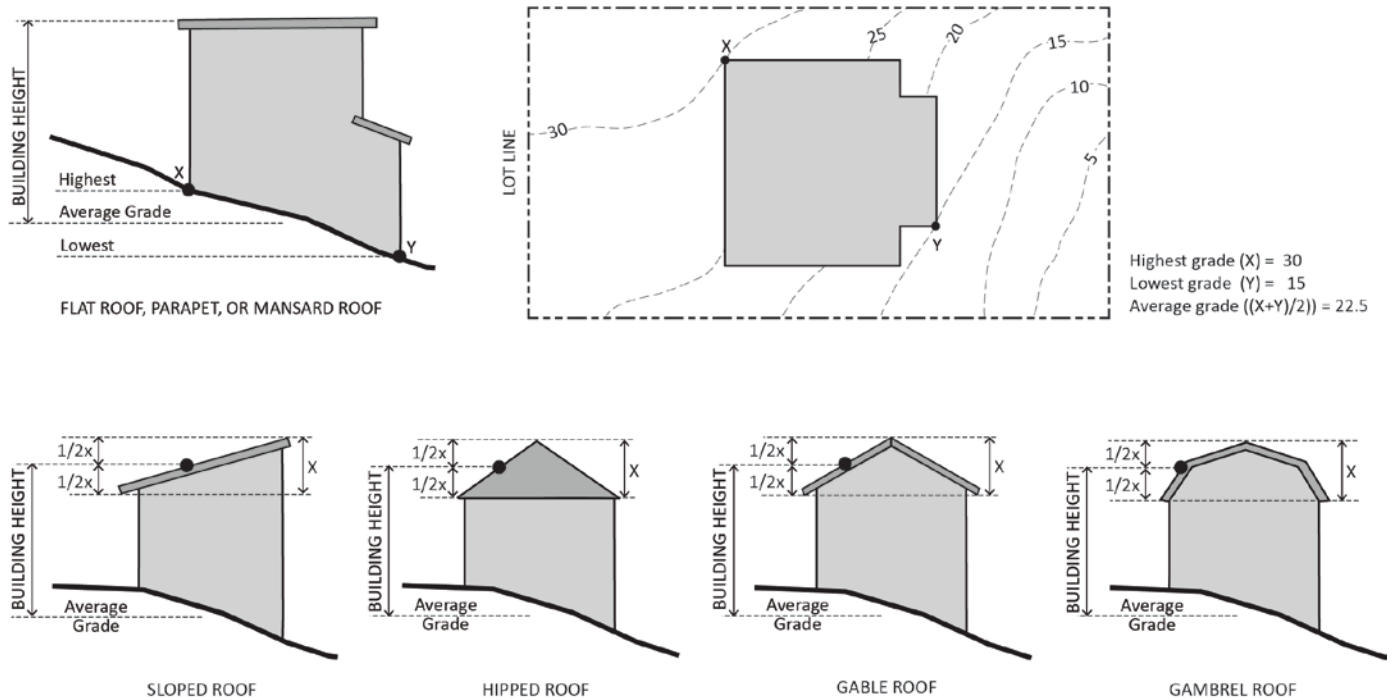 BUILDING HEIGHT
X
Highest
Average Grade
Lowest
Y
FLAT ROOF, PARAPET, OR MANSARD ROOF
LOT LINE
X
30
25
20
15
10
5
Y
Highest grade (X) = 30
Lowest grade (Y) = 15
Average grade ((X+Y)/2)) = 22.5
BUILDING HEIGHT
1/2x
1/2x
X
Average
Grade
SLOPED ROOF
BUILDING HEIGHT
1/2x
1/2x
X
Average
Grade
HIPPED ROOF
BUILDING HEIGHT
1/2x
1/2x
X
Average
Grade
GABLE ROOF
BUILDING HEIGHT
1/2x
1/2x
X
Average
Grade
GAMBREL ROOF